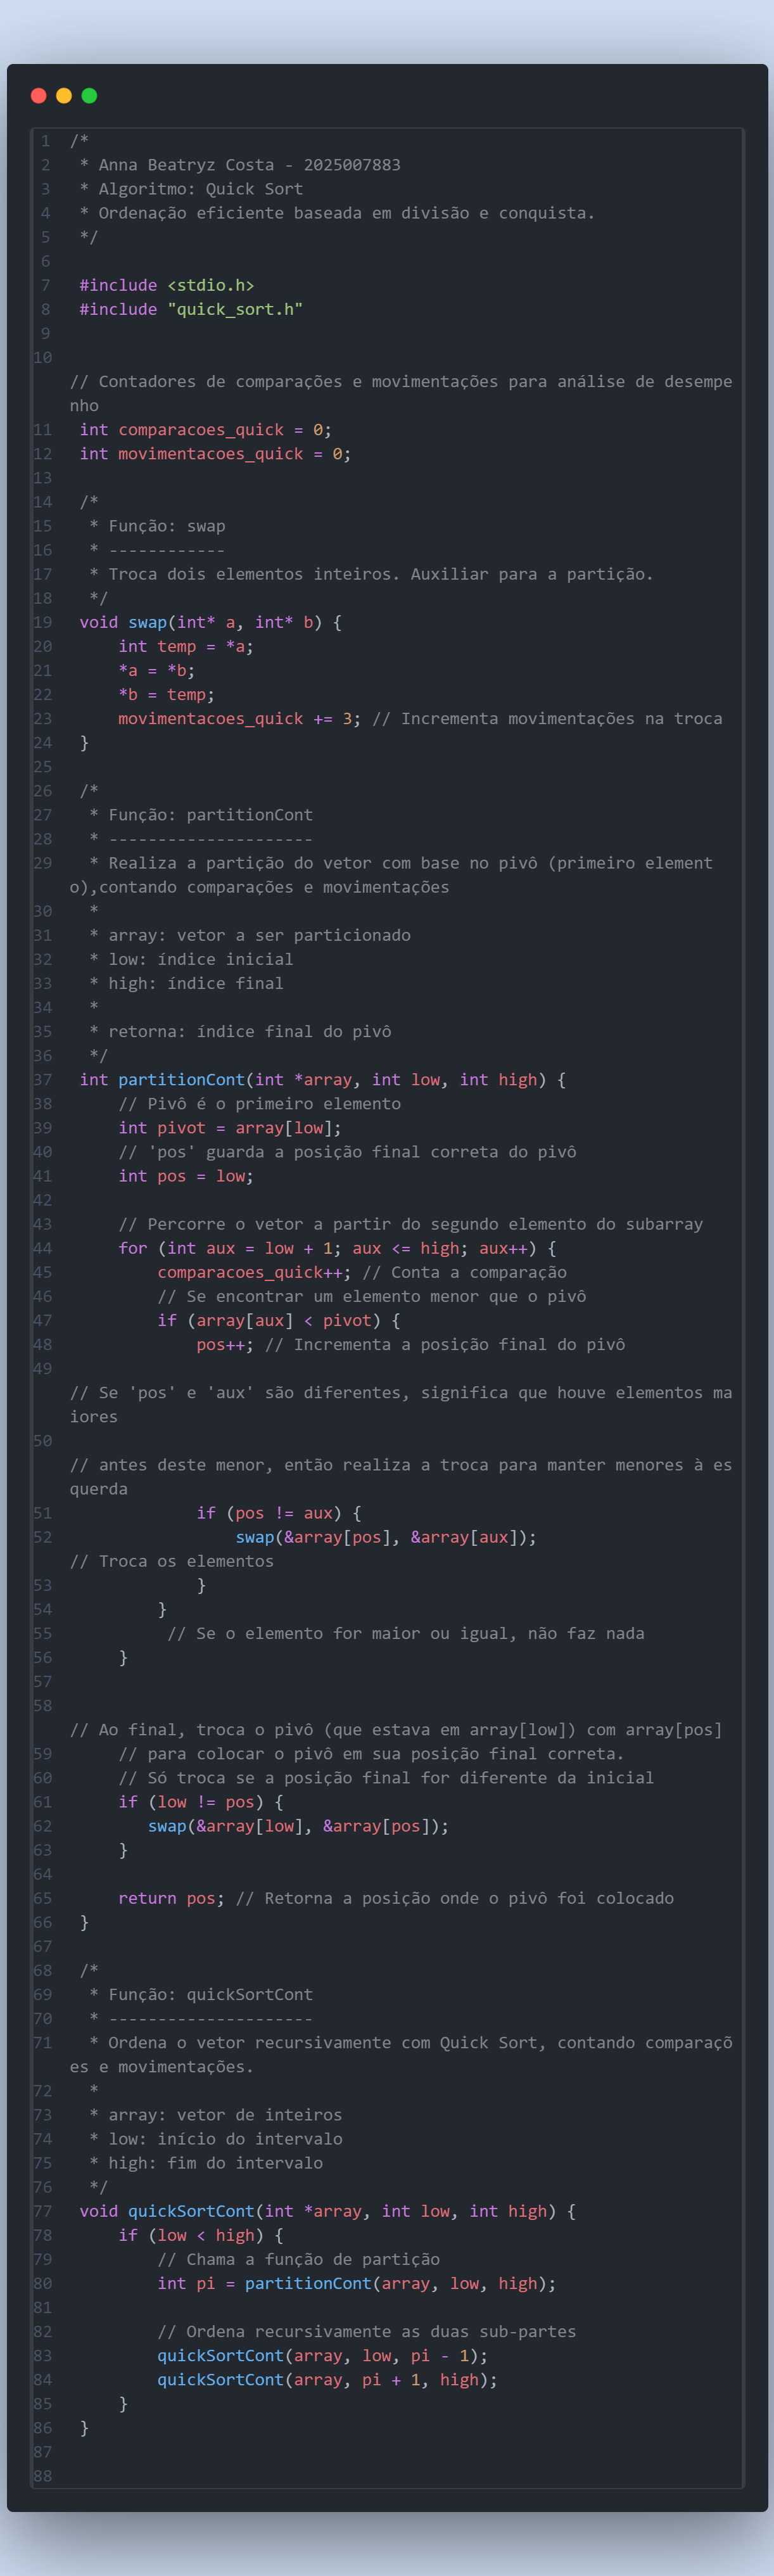 1 /*
2  * Anna Beatryz Costa - 2025007883
3  * Algoritmo: Quick Sort
4  * Ordenação eficiente baseada em divisão e conquista.
5  */
6
7  #include <stdio.h>
8  #include "quick_sort.h"
9
10
// Contadores de comparações e movimentações para análise de desempe
nho
11  int comparacoes_quick = 0;
12  int movimentacoes_quick = 0;
13
14  /*
15   * Função: swap
16   * ------------
17   * Troca dois elementos inteiros. Auxiliar para a partição.
18   */
19  void swap(int* a, int* b) {
20      int temp = *a;
21      *a = *b;
22      *b = temp;
23      movimentacoes_quick += 3; // Incrementa movimentações na troca
24  }
25
26  /*
27   * Função: partitionCont
28   * ---------------------
29   * Realiza a partição do vetor com base no pivô (primeiro element
o),contando comparações e movimentações
30   *
31   * array: vetor a ser particionado
32   * low: índice inicial
33   * high: índice final
34   *
35   * retorna: índice final do pivô
36   */
37  int partitionCont(int *array, int low, int high) {
38      // Pivô é o primeiro elemento
39      int pivot = array[low];
40      // 'pos' guarda a posição final correta do pivô
41      int pos = low;
42
43      // Percorre o vetor a partir do segundo elemento do subarray
44      for (int aux = low + 1; aux <= high; aux++) {
45          comparacoes_quick++; // Conta a comparação
46          // Se encontrar um elemento menor que o pivô
47          if (array[aux] < pivot) {
48              pos++; // Incrementa a posição final do pivô
49
// Se 'pos' e 'aux' são diferentes, significa que houve elementos ma
iores
50
// antes deste menor, então realiza a troca para manter menores à es
querda
51              if (pos != aux) {
52                  swap(&array[pos], &array[aux]);
// Troca os elementos
53              }
54          }
55           // Se o elemento for maior ou igual, não faz nada
56      }
57
58
// Ao final, troca o pivô (que estava em array[low]) com array[pos]
59      // para colocar o pivô em sua posição final correta.
60      // Só troca se a posição final for diferente da inicial
61      if (low != pos) {
62         swap(&array[low], &array[pos]);
63      }
64
65      return pos; // Retorna a posição onde o pivô foi colocado
66  }
67
68  /*
69   * Função: quickSortCont
70   * ---------------------
71   * Ordena o vetor recursivamente com Quick Sort, contando comparaçõ
es e movimentações.
72   *
73   * array: vetor de inteiros
74   * low: início do intervalo
75   * high: fim do intervalo
76   */
77  void quickSortCont(int *array, int low, int high) {
78      if (low < high) {
79          // Chama a função de partição
80          int pi = partitionCont(array, low, high);
81
82          // Ordena recursivamente as duas sub-partes
83          quickSortCont(array, low, pi - 1);
84          quickSortCont(array, pi + 1, high);
85      }
86  }
87
88